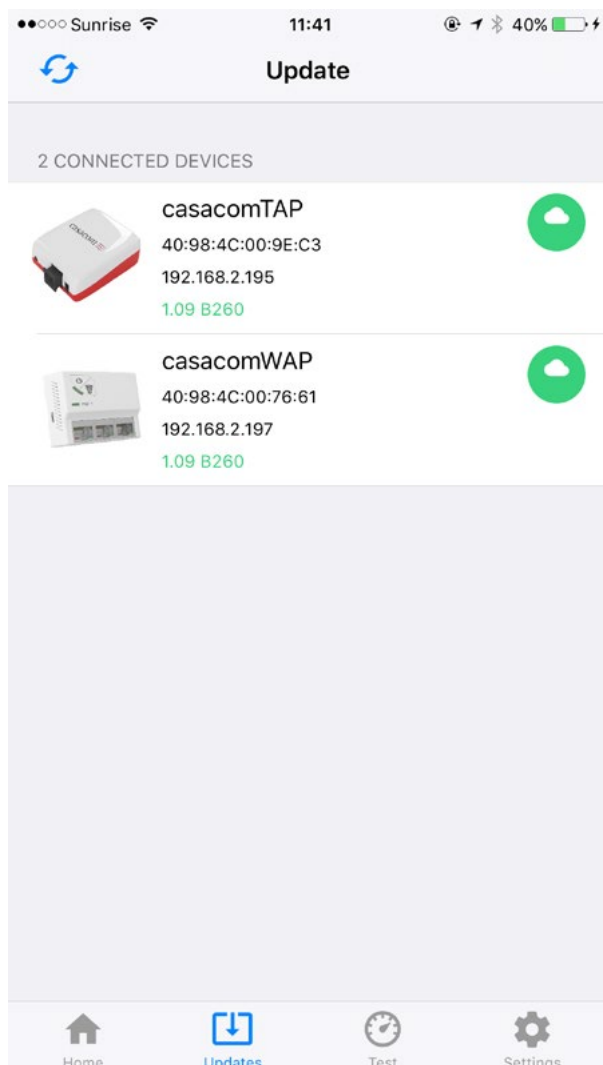 Sunrise 11:41 40%
Update
2 CONNECTED DEVICES
casacomTAP
40:98:4C:00:9E:C3
192.168.2.195
1.09 B260
casacomWAP
40:98:4C:00:76:61
192.168.2.197
1.09 B260
Home Updates Test Settings